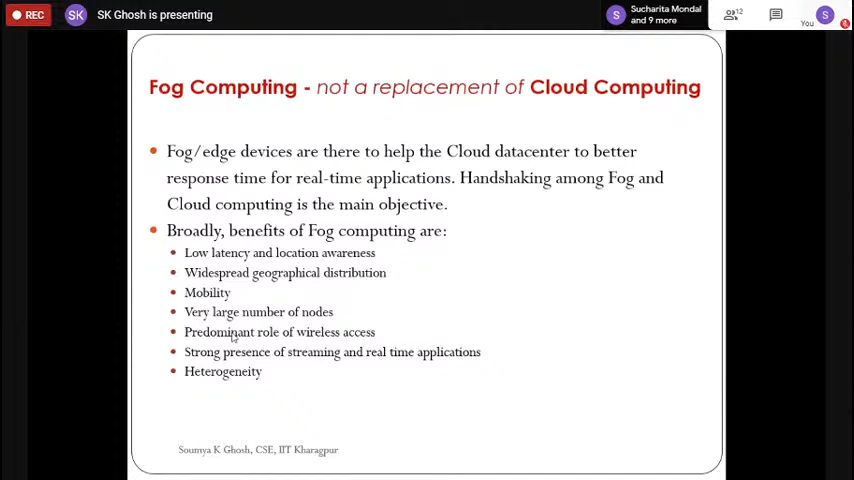 REC
SK
SK Ghosh is presenting
S
Sucharita Mondal
and 9 more
12
You
S
Fog Computing - not a replacement of Cloud Computing
Fog/edge devices are there to help the Cloud datacenter to better
response time for real-time applications. Handshaking among Fog and
Cloud computing is the main objective.
Broadly, benefits of Fog computing are:
Low latency and location awareness
Widespread geographical distribution
Mobility
Very large number of nodes
Predominant role of wireless access
Strong presence of streaming and real time applications
Heterogeneity
Soumya K Ghosh, CSE, IIT Kharagpur